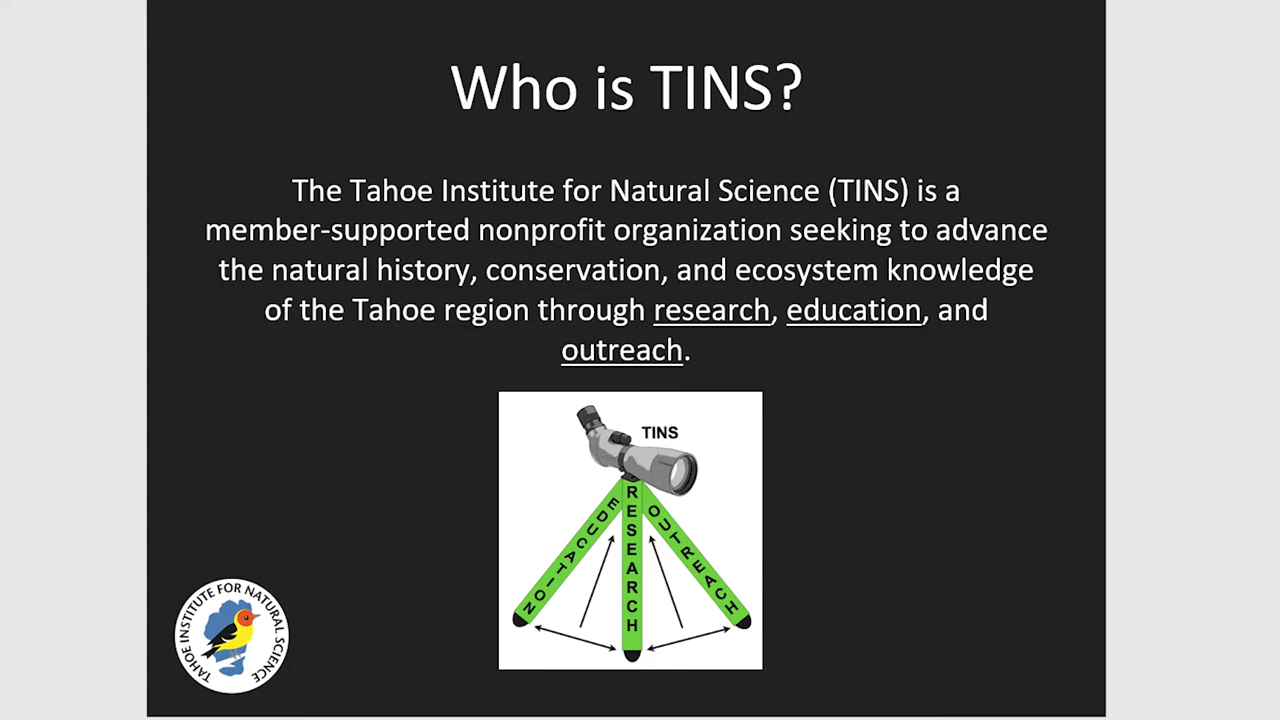 Who is TINS?
The Tahoe Institute for Natural Science (TINS) is a
member-supported nonprofit organization seeking to advance
the natural history, conservation, and ecosystem knowledge
of the Tahoe region through research, education, and
outreach.
TINS
EDUCATION
RESEARCH
OUTREACH
TAHOE INSTITUTE FOR NATURAL SCIENCE